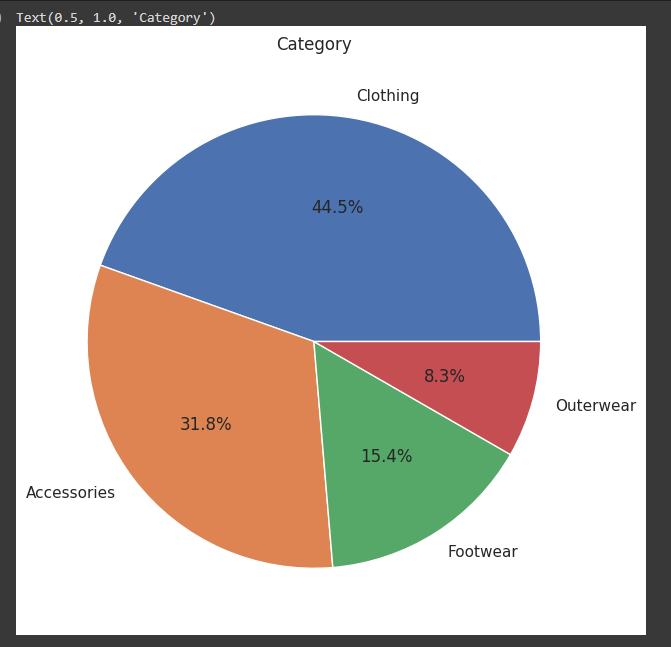 Text(0.5, 1.0, 'Category')
Category
Clothing
44.5%
8.3%
Outerwear
31.8%
15.4%
Accessories
Footwear